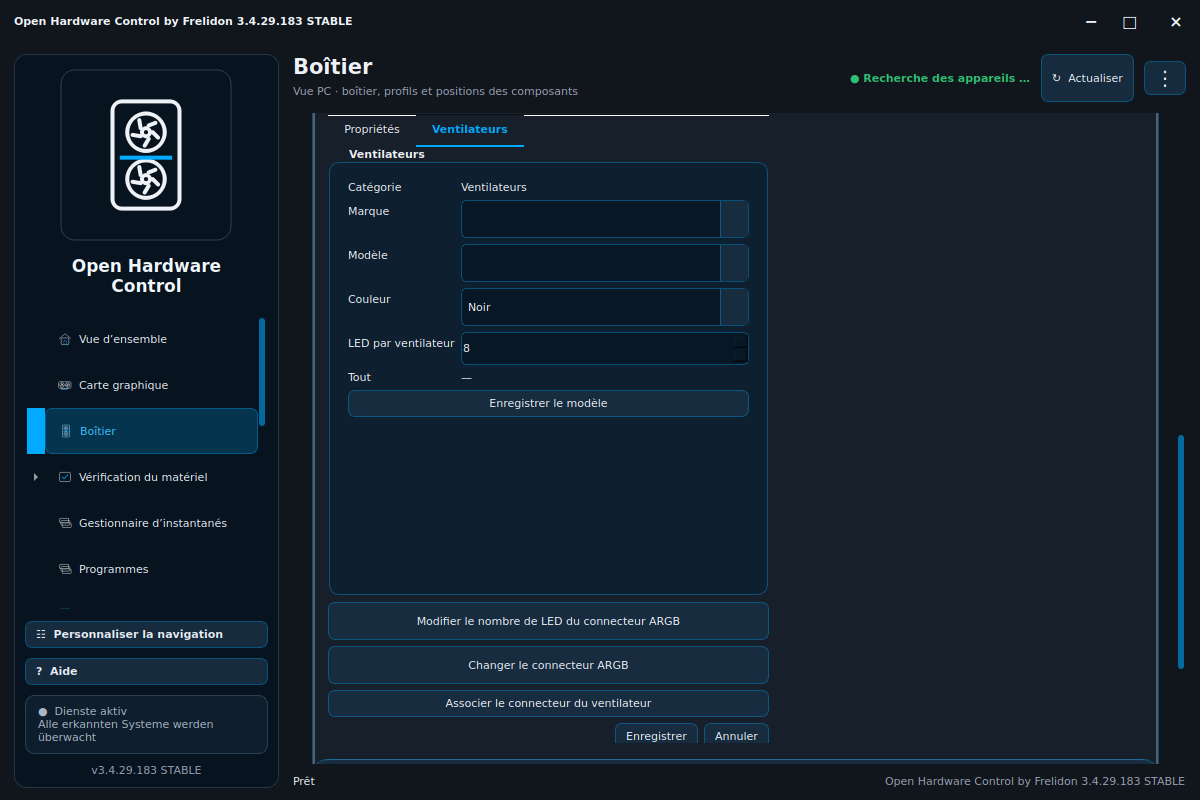 Open Hardware Control by Frelidon 3.4.29.183 STABLE
Boîtier
Vue PC · boîtier, profils et positions des composants
● Recherche des appareils ...
↻ Actualiser
Open Hardware
Control
Vue d’ensemble
Carte graphique
Boîtier
Vérification du matériel
Gestionnaire d’instantanés
Programmes
Personnaliser la navigation
? Aide
● Dienste aktiv
Alle erkannten Systeme werden
überwacht
v3.4.29.183 STABLE
Propriétés
Ventilateurs
Ventilateurs
Catégorie Ventilateurs
Marque
Modèle
Couleur Noir
LED par ventilateur 8
Tout —
Enregistrer le modèle
Modifier le nombre de LED du connecteur ARGB
Changer le connecteur ARGB
Associer le connecteur du ventilateur
Enregistrer Annuler
Prêt
Open Hardware Control by Frelidon 3.4.29.183 STABLE